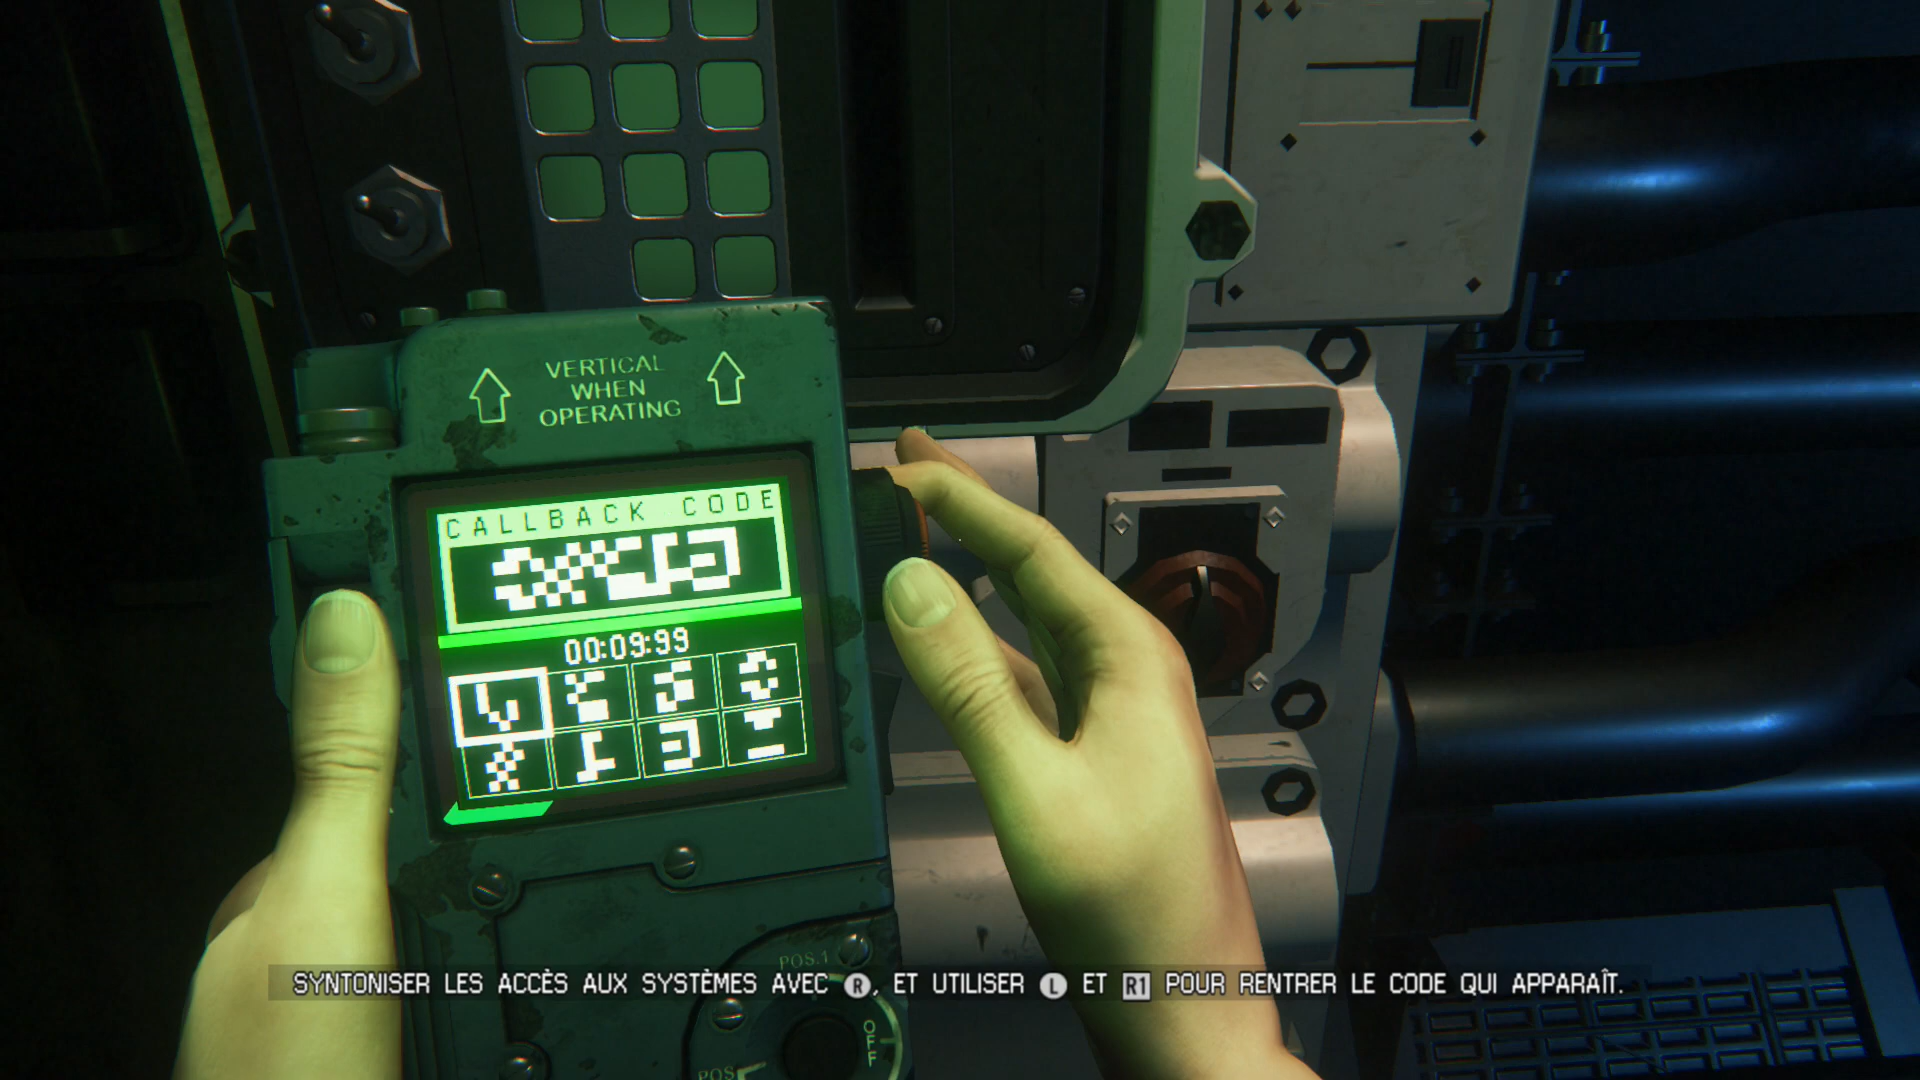 VERTICAL
WHEN
OPERATING
CALLBACK CODE
00:09:99
POS.1
OFF
POS
SYNTONISER LES ACCÈS AUX SYSTÈMES AVEC R, ET UTILISER L ET R1 POUR RENTRER LE CODE QUI APPARAÎT.